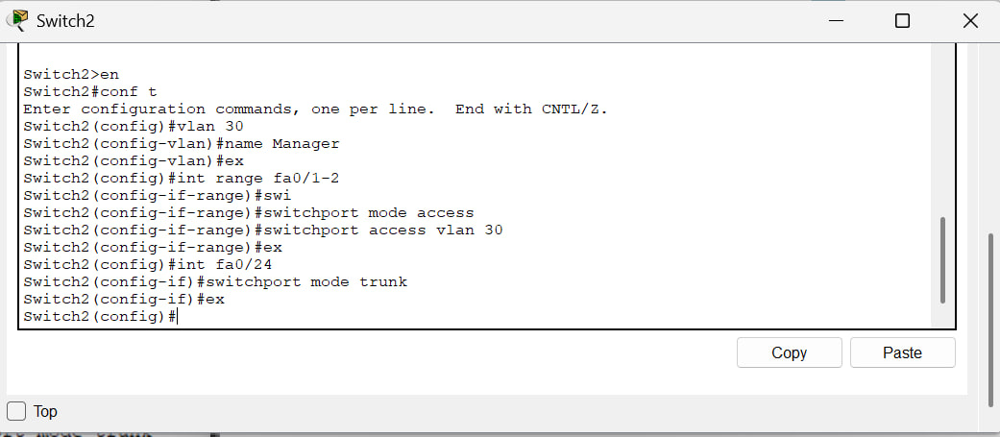 Switch2
Switch2>en
Switch2#conf t
Enter configuration commands, one per line.  End with CNTL/Z.
Switch2(config)#vlan 30
Switch2(config-vlan)#name Manager
Switch2(config-vlan)#ex
Switch2(config)#int range fa0/1-2
Switch2(config-if-range)#swi
Switch2(config-if-range)#switchport mode access
Switch2(config-if-range)#switchport access vlan 30
Switch2(config-if-range)#ex
Switch2(config)#int fa0/24
Switch2(config-if)#switchport mode trunk
Switch2(config-if)#ex
Switch2(config)#
Copy Paste
Top